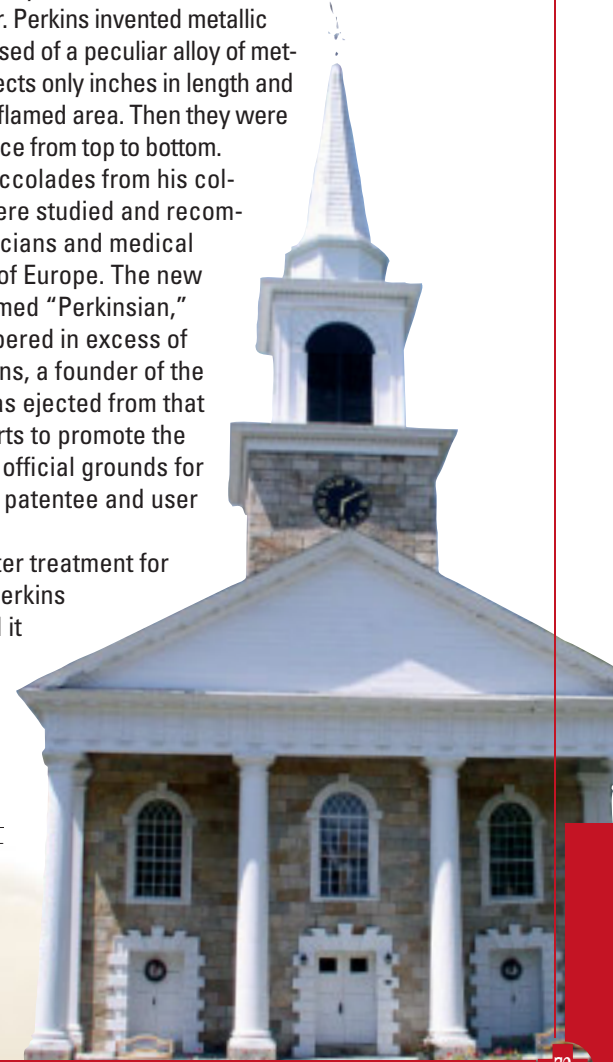 r. Perkins invented metallic
sed of a peculiar alloy of met-
ects only inches in length and
flamed area. Then they were
ce from top to bottom.
ccolades from his col-
ere studied and recom-
cians and medical
of Europe. The new
med “Perkinsian,”
bered in excess of
ns, a founder of the
as ejected from that
rts to promote the
official grounds for
patentee and user
ter treatment for
erkins
it